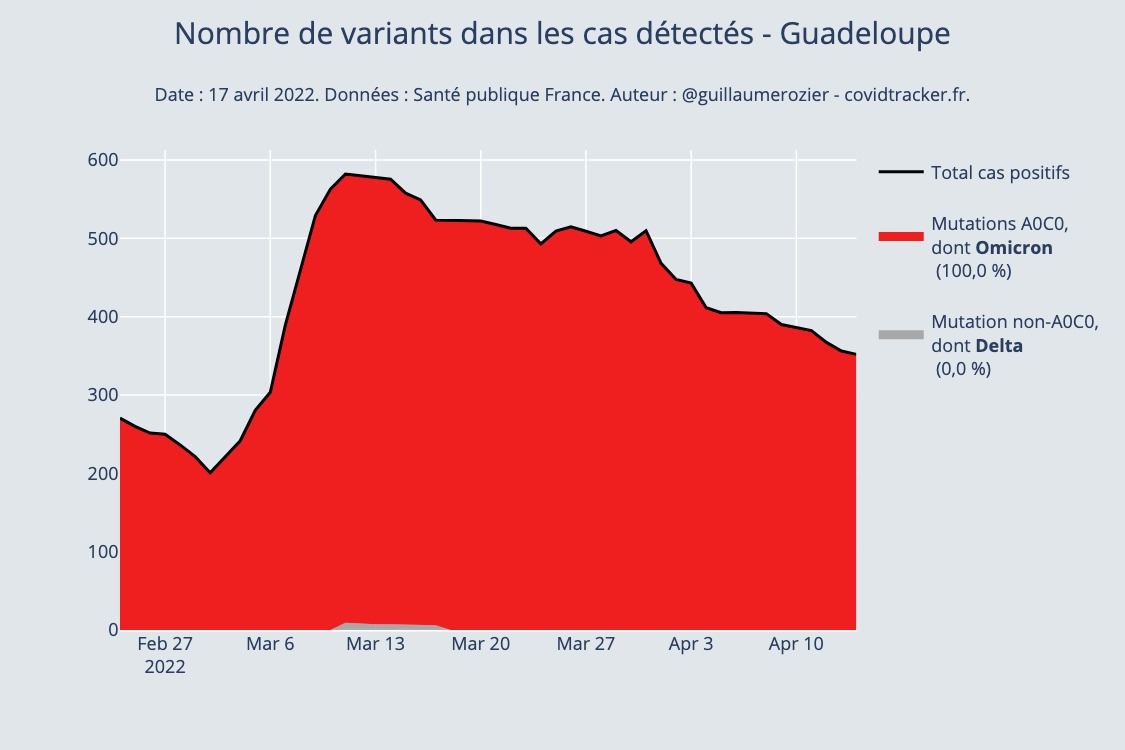 Nombre de variants dans les cas détectés - Guadeloupe
Date : 17 avril 2022. Données : Santé publique France. Auteur : @guillaumerozier - covidtracker.fr.
600
500
400
300
200
100
0
Feb 27
2022
Mar 6
Mar 13
Mar 20
Mar 27
Apr 3
Apr 10
Total cas positifs
Mutations A0C0,
dont Omicron
(100,0 %)
Mutation non-A0C0,
dont Delta
(0,0 %)